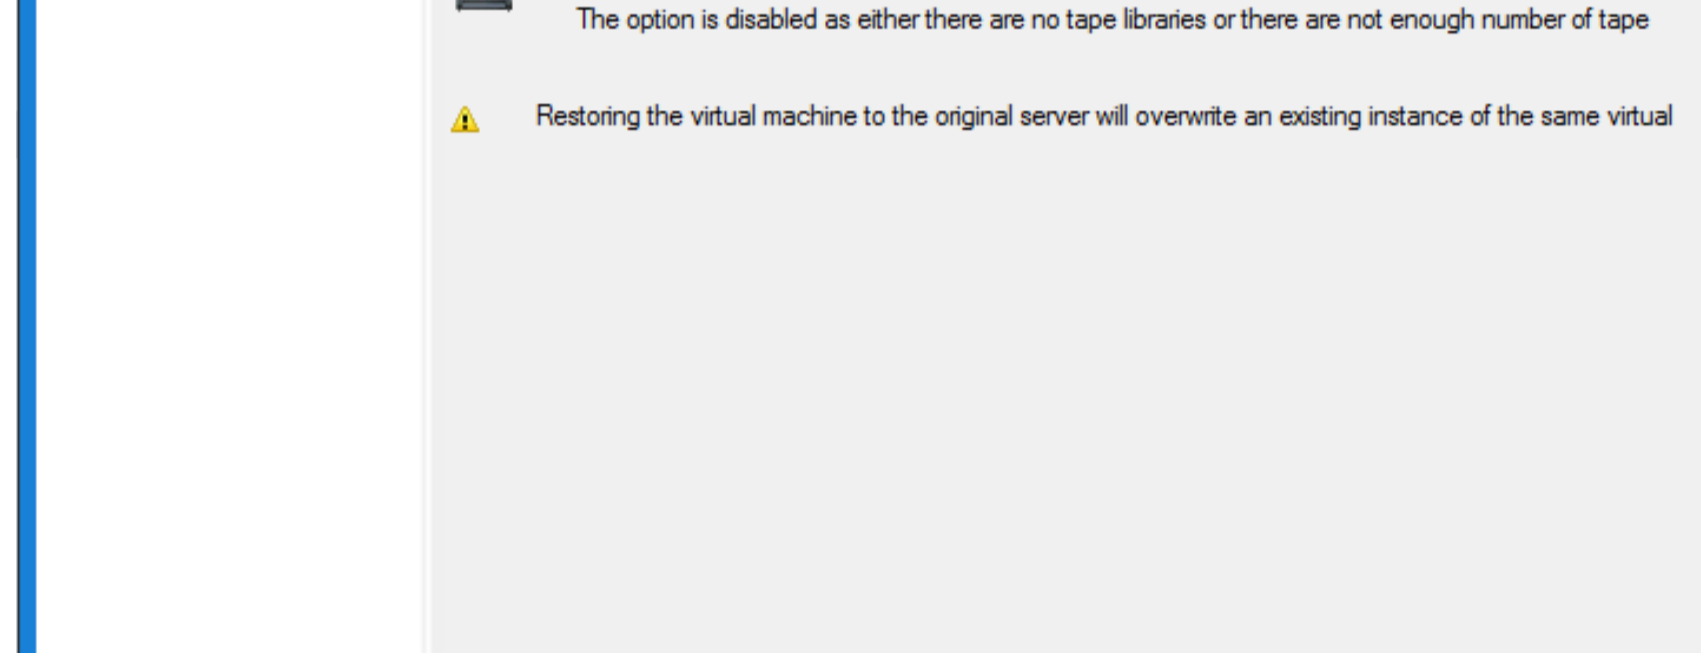 The option is disabled as either there are no tape libraries or there are not enough number of tape
Restoring the virtual machine to the original server will overwrite an existing instance of the same virtual